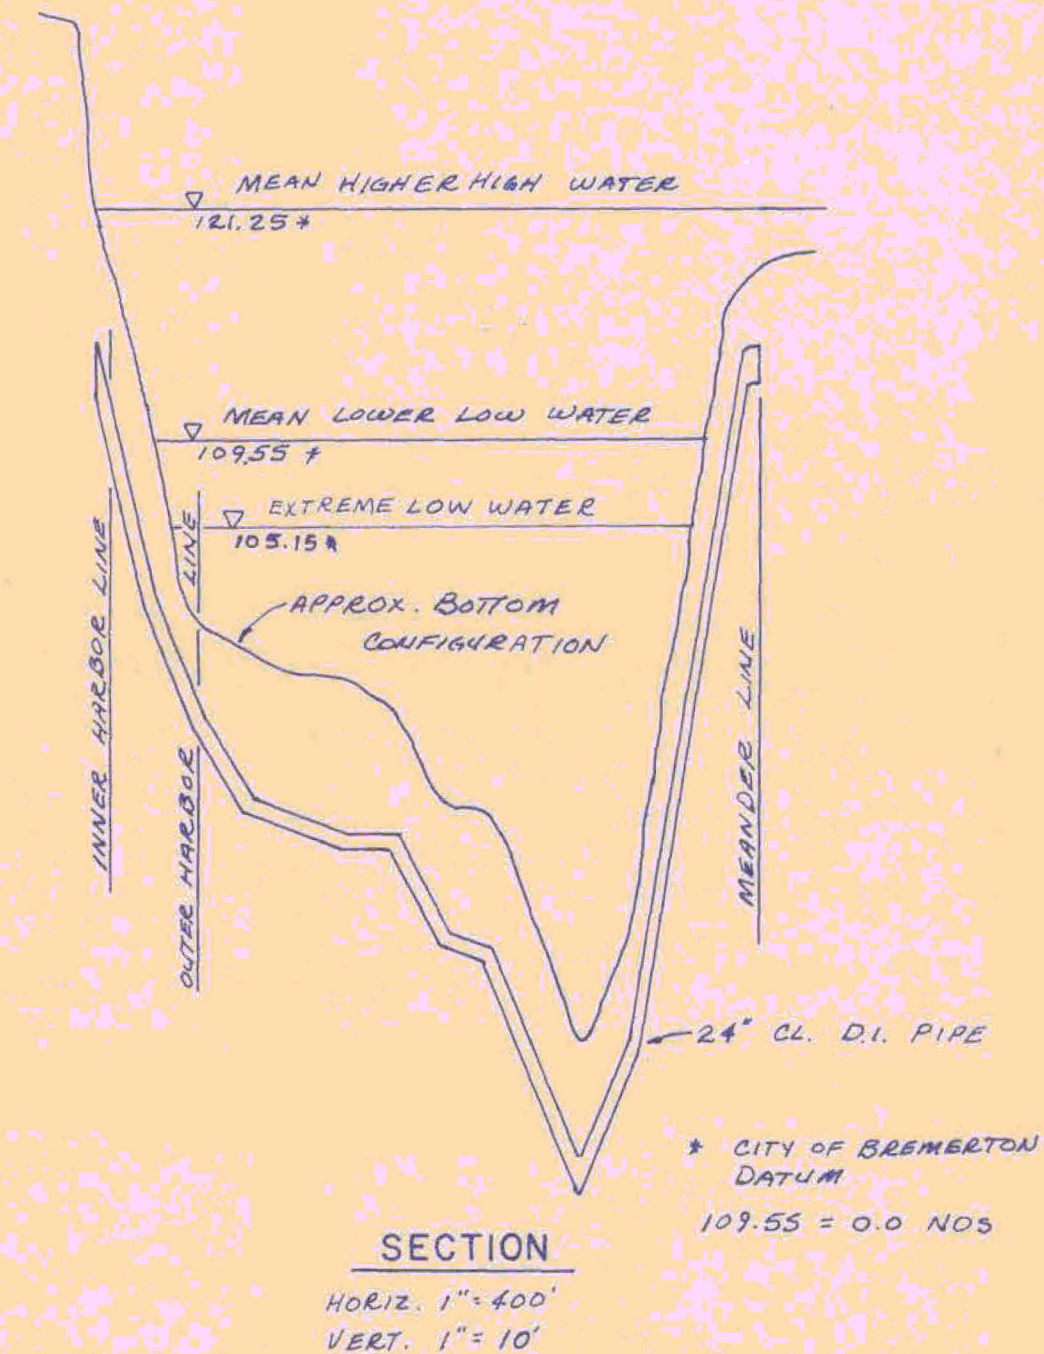 MEAN HIGHER HIGH WATER
121.25 *
MEAN LOWER LOW WATER
109.55 *
EXTREME LOW WATER
105.15 *
APPROX. BOTTOM
CONFIGURATION
INNER HARBOR LINE
OUTER HARBOR LINE
MEANDER LINE
24" CL. D.I. PIPE
* CITY OF BREMERTON
DATUM
109.55 = 0.0 NOS
SECTION
HORIZ. 1"= 400'
VERT. 1"= 10'